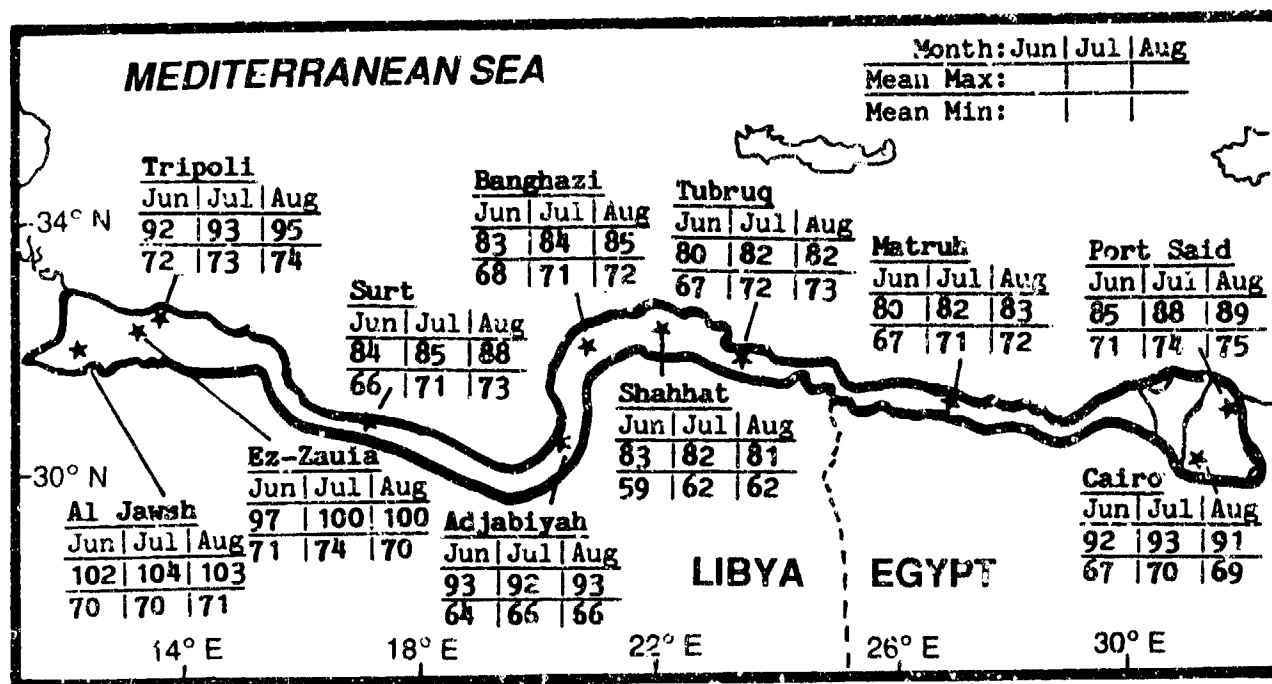 MEDITERRANEAN SEA
Month: Jun | Jul | Aug
Mean Max:
Mean Min:
Tripoli
Jun | Jul | Aug
92 | 93 | 95
72 | 73 | 74
Banghazi
Jun | Jul | Aug
83 | 84 | 85
68 | 71 | 72
Tubruq
Jun | Jul | Aug
80 | 82 | 82
67 | 72 | 73
Matruh
Jun | Jul | Aug
80 | 82 | 83
67 | 71 | 72
Port Said
Jun | Jul | Aug
85 | 88 | 89
71 | 74 | 75
34° N
Surt
Jun | Jul | Aug
84 | 85 | 88
66 | 71 | 73
Shahhat
Jun | Jul | Aug
83 | 82 | 81
59 | 62 | 62
30° N
Ez-Zauia
Jun | Jul | Aug
97 | 100 | 100
71 | 74 | 70
Cairo
Jun | Jul | Aug
92 | 93 | 91
67 | 70 | 69
Al Jawsh
Jun | Jul | Aug
102 | 104 | 103
70 | 70 | 71
Adjabiyah
Jun | Jul | Aug
93 | 92 | 93
64 | 66 | 66
LIBYA
EGYPT
14° E
18° E
22° E
26° E
30° E